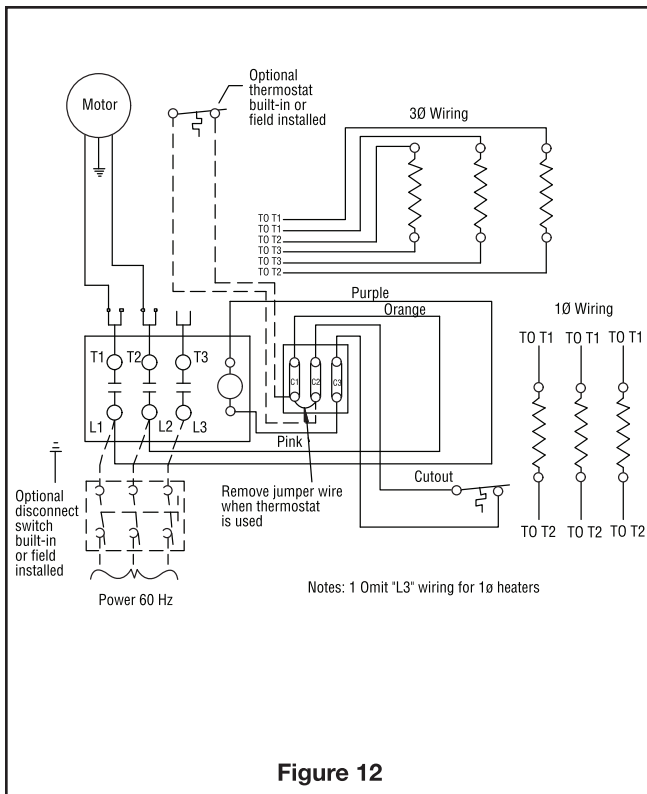 Motor
Optional
thermostat
built-in or
field installed
3Ø Wiring
TO T1
TO T1
TO T2
TO T3
TO T3
TO T2
Purple
Orange
1Ø Wiring
TO T1 TO T1 TO T1
T1 T2 T3
C1 C2 C3
L1 L2 L3
Pink
Optional
disconnect
switch
built-in
or field
installed
Remove jumper wire
when thermostat
is used
Cutout
TO T2 TO T2 TO T2
Power 60 Hz
Notes: 1 Omit "L3" wiring for 1ø heaters
Figure 12